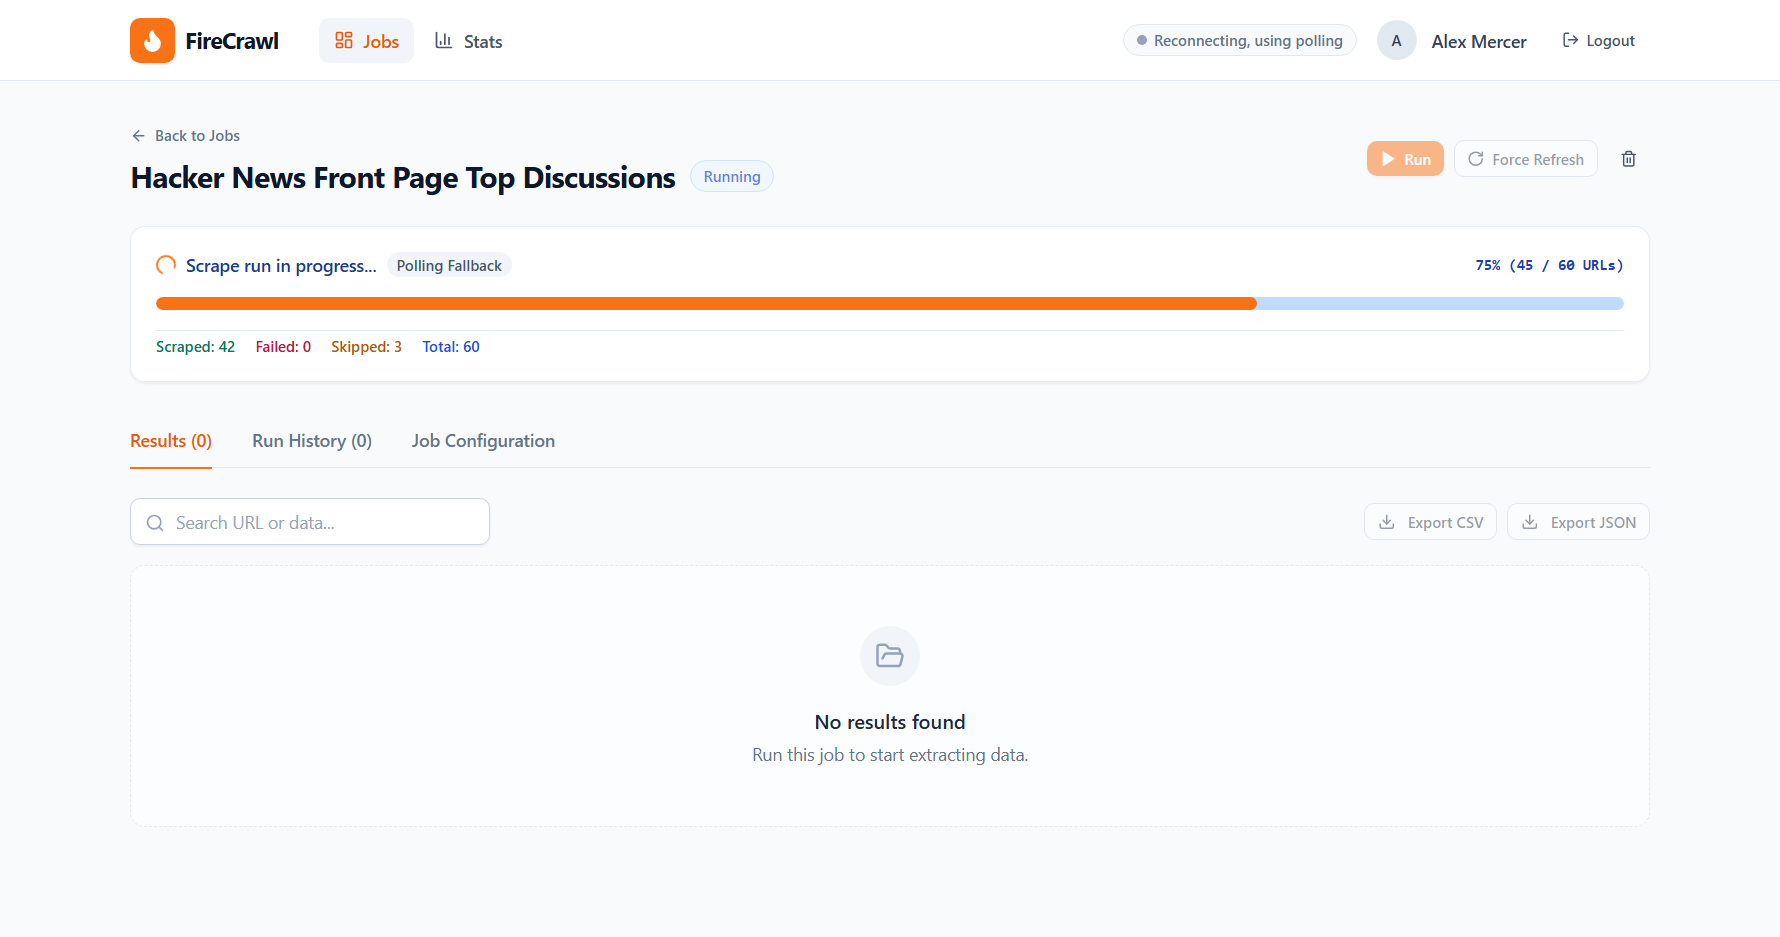 FireCrawl
Jobs
Stats
Reconnecting, using polling
A
Alex Mercer
Logout
Back to Jobs
Hacker News Front Page Top Discussions
Running
Run
Force Refresh
Scrape run in progress...
Polling Fallback
75% (45 / 60 URLs)
Scraped: 42
Failed: 0
Skipped: 3
Total: 60
Results (0)
Run History (0)
Job Configuration
Search URL or data...
Export CSV
Export JSON
No results found
Run this job to start extracting data.